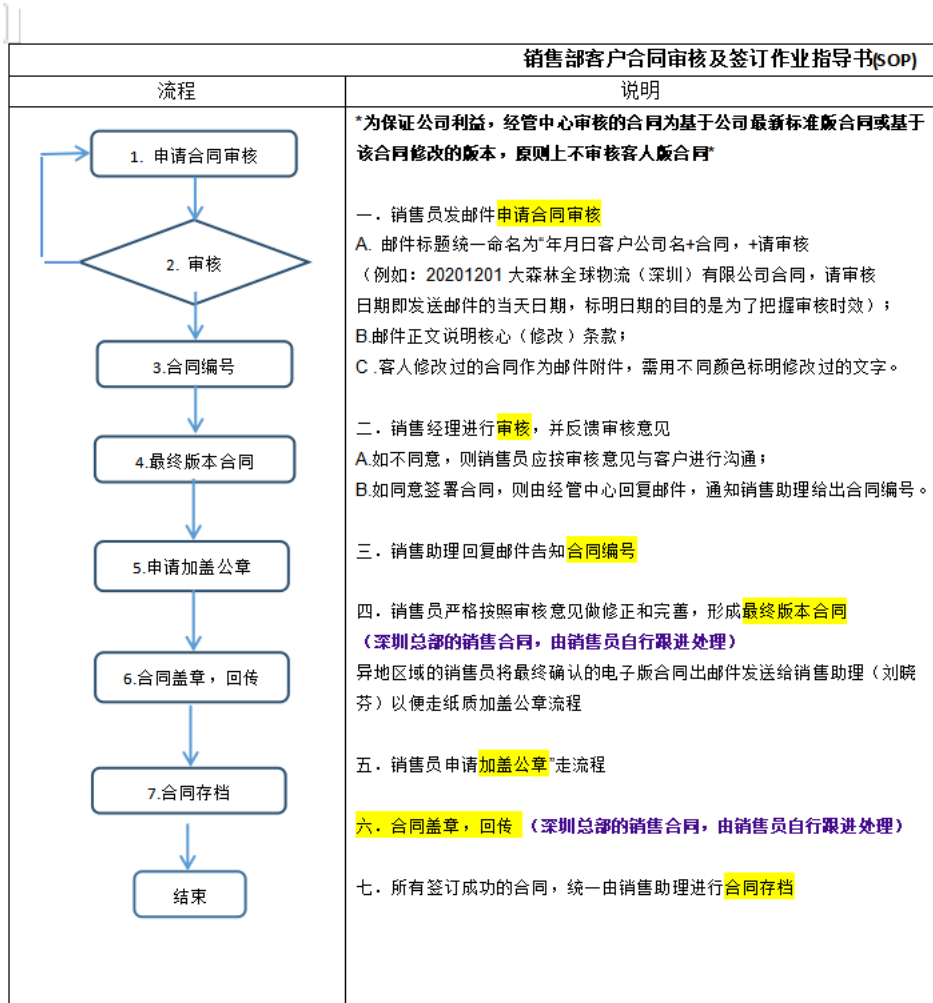 销售部客户合同审核及签订作业指导书(SOP)
流程
说明
1. 申请合同审核
2. 审核
3.合同编号
4.最终版本合同
5.申请加盖公章
6.合同盖章，回传
7.合同存档
结束
*为保证公司利益，经管中心审核的合同为基于公司最新标准版合同或基于
该合同修改的版本，原则上不审核客人版合同*
一．销售员发邮件申请合同审核
A. 邮件标题统一命名为“年月日客户公司名+合同，+请审核
（例如：20201201 大森林全球物流（深圳）有限公司合同，请审核
日期即发送邮件的当天日期，标明日期的目的是为了把握审核时效）；
B.邮件正文说明核心（修改）条款；
C .客人修改过的合同作为邮件附件，需用不同颜色标明修改过的文字。
二．销售经理进行审核，并反馈审核意见
A.如不同意，则销售员应按审核意见与客户进行沟通；
B.如同意签署合同，则由经管中心回复邮件，通知销售助理给出合同编号。
三．销售助理回复邮件告知合同编号
四．销售员严格按照审核意见做修正和完善，形成最终版本合同
（深圳总部的销售合同，由销售员自行跟进处理）
异地区域的销售员将最终确认的电子版合同出邮件发送给销售助理（刘晓
芬）以便走纸质加盖公章流程
五．销售员申请加盖公章”走流程
六．合同盖章，回传 （深圳总部的销售合同，由销售员自行跟进处理）
七．所有签订成功的合同，统一由销售助理进行合同存档